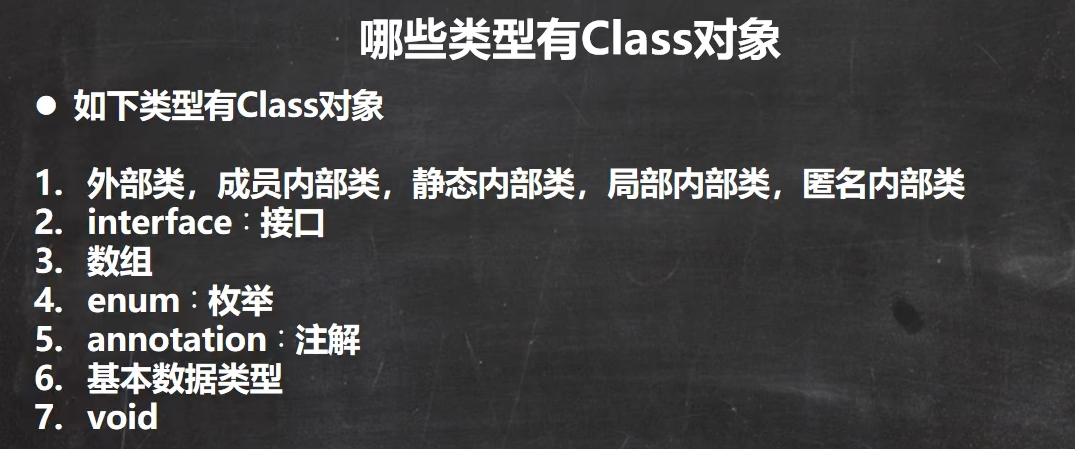 哪些类型有Class对象
● 如下类型有Class对象
1. 外部类，成员内部类，静态内部类，局部内部类，匿名内部类
2. interface：接口
3. 数组
4. enum：枚举
5. annotation：注解
6. 基本数据类型
7. void